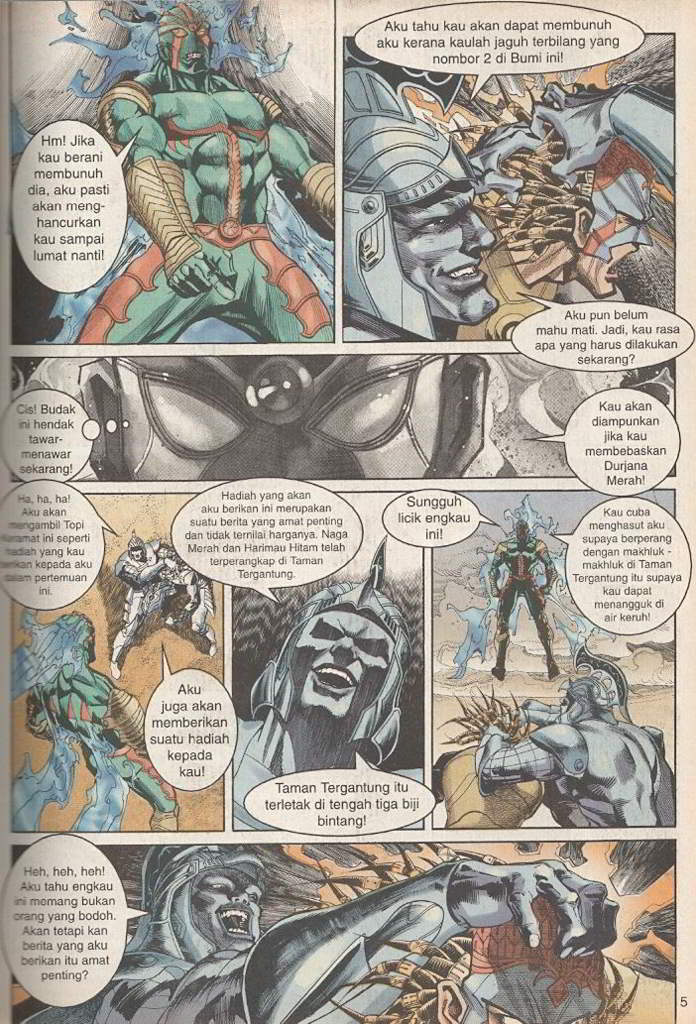 Hm! Jika
kau berani
membunuh
dia, aku pasti
akan meng-
hancurkan
kau sampai
lumat nanti!
Aku tahu kau akan dapat membunuh
aku kerana kaulah jaguh terbilang yang
nombor 2 di Bumi ini!
Aku pun belum
mahu mati. Jadi, kau rasa
apa yang harus dilakukan
sekarang?
Cis! Budak
ini hendak
tawar-
menawar
sekarang!
Kau akan
diampunkan
jika kau
membebaskan
Durjana
Merah!
Ha, ha, ha!
Aku akan
mengambil Topi
Keramat ini seperti
hadiah yang kau
berikan kepada aku
dalam pertemuan
ini.
Aku
juga akan
memberikan
suatu hadiah
kepada
kau!
Hadiah yang akan
aku berikan ini merupakan
suatu berita yang amat penting
dan tidak ternilai harganya. Naga
Merah dan Harimau Hitam telah
terperangkap di Taman
Tergantung.
Taman Tergantung itu
terletak di tengah tiga biji
bintang!
Sungguh
licik engkau
ini!
Kau cuba
menghasut aku
supaya berperang
dengan makhluk -
makhluk di Taman
Tergantung itu supaya
kau dapat
menangguk di
air keruh!
Heh, heh, heh!
Aku tahu engkau
ini memang bukan
orang yang bodoh.
Akan tetapi kan
berita yang aku
berikan itu amat
penting?
5